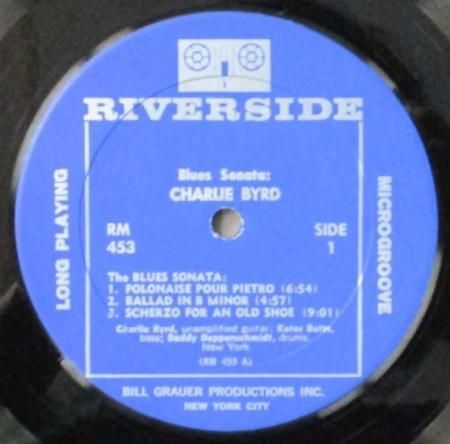 RIVERSIDE
LONG PLAYING
MICROGROOVE
Blues Sonata:
CHARLIE BYRD
RM
453
SIDE
1
The BLUES SONATA:
1. POLONAISE POUR PIETRO (6:54)
2. BALLAD IN B MINOR (4:57)
3. SCHERZO FOR AN OLD SHOE (9:01)
Charlie Byrd, unamplified guitar; Keter Betts,
bass; Buddy Deppenschmidt, drums.
New York.
(RM 453 A)
BILL GRAUER PRODUCTIONS INC.
NEW YORK CITY